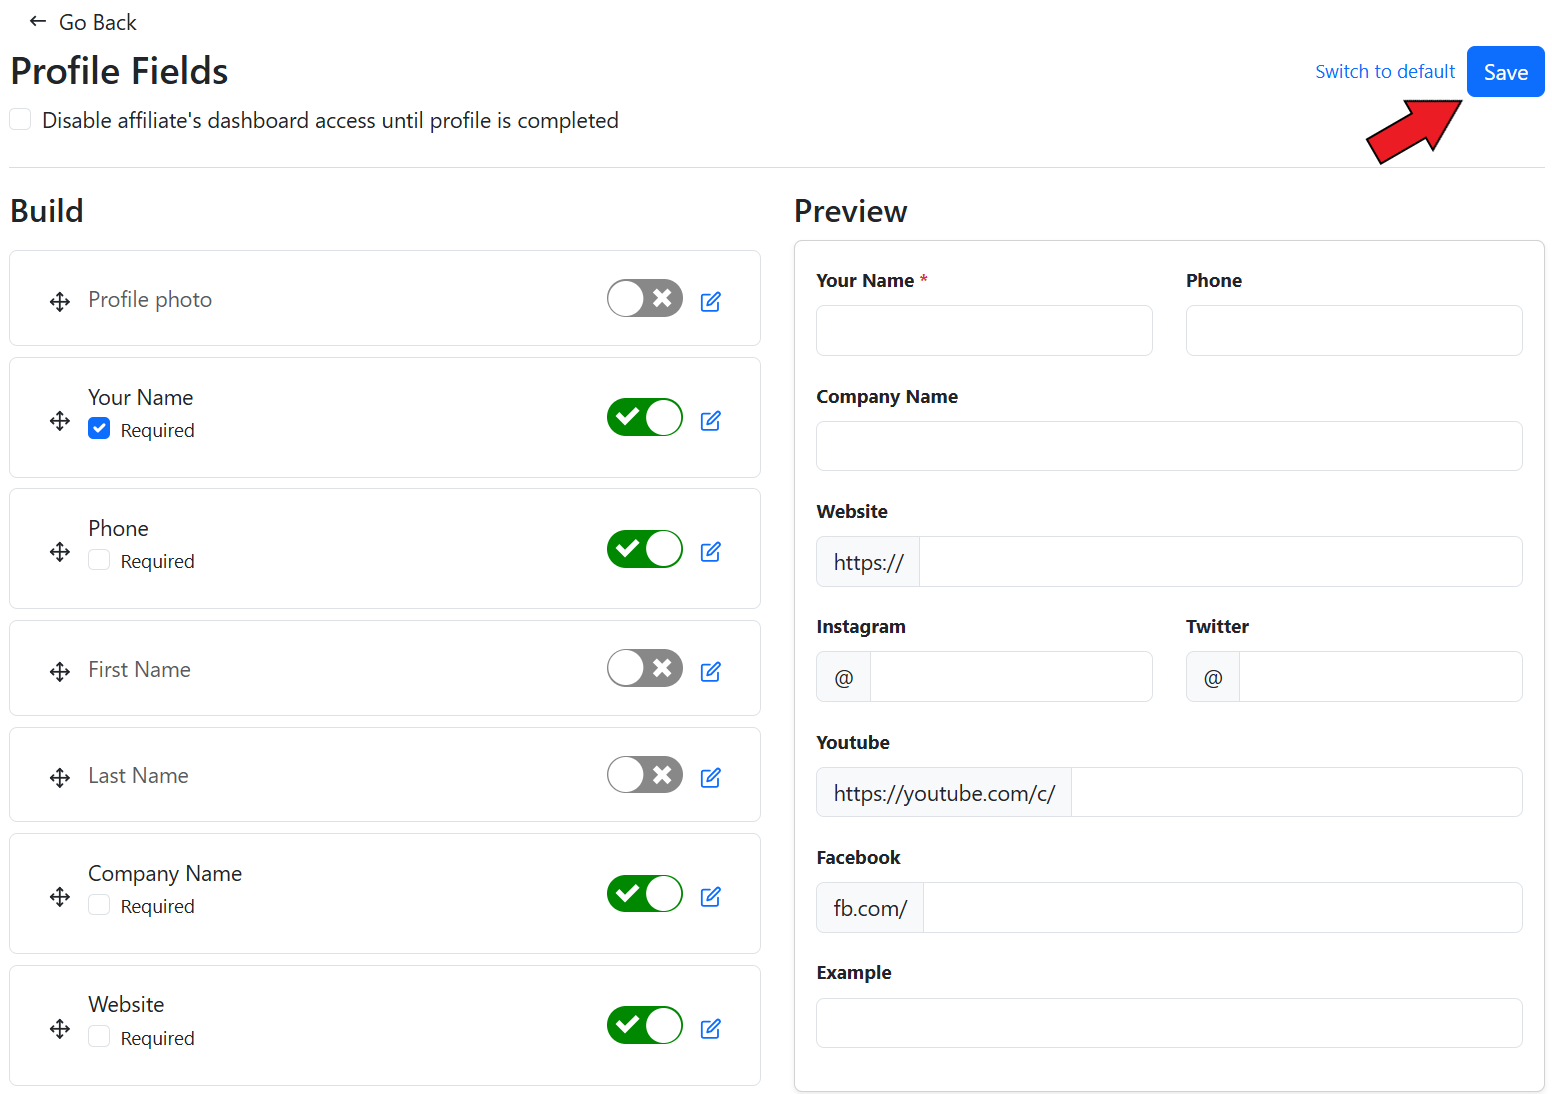 Go Back
Profile Fields
Switch to default
Save
Disable affiliate's dashboard access until profile is completed
Build
Profile photo
Your Name
Required
Phone
Required
First Name
Last Name
Company Name
Required
Website
Required
Preview
Your Name *
Phone
Company Name
Website
https://
Instagram
Twitter
@
@
Youtube
https://youtube.com/c/
Facebook
fb.com/
Example